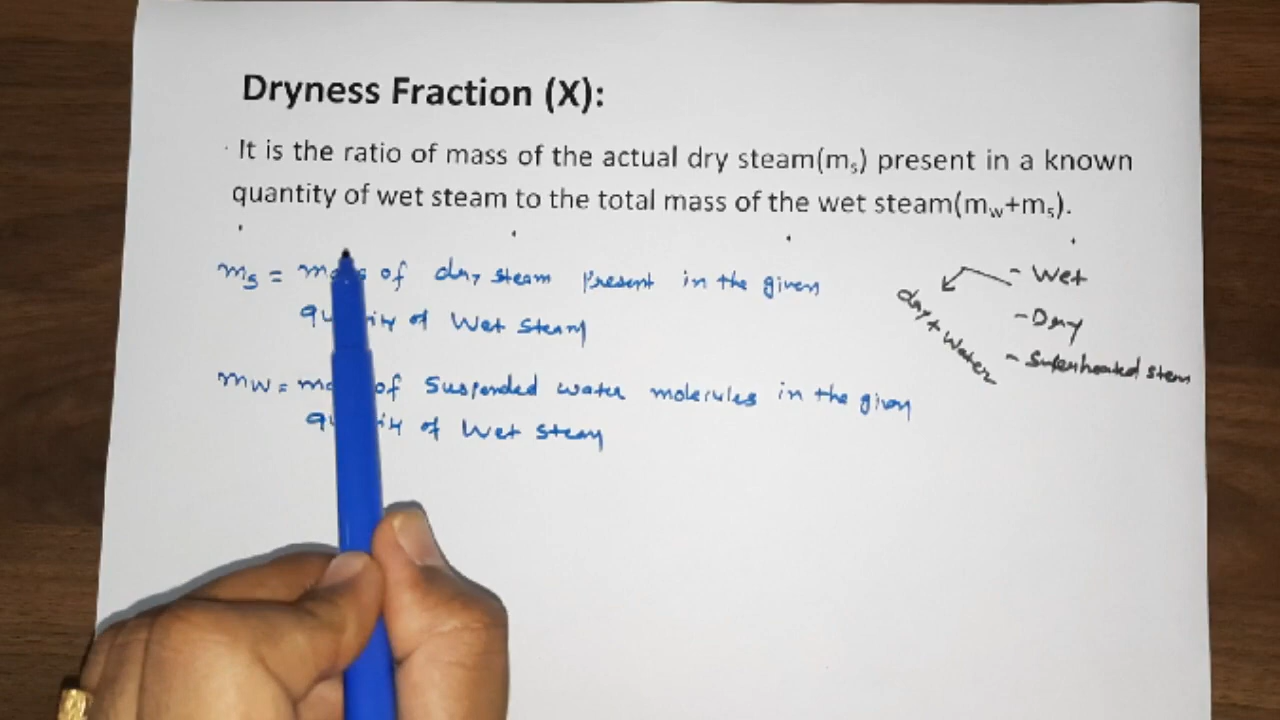 Dryness Fraction (X):
It is the ratio of mass of the actual dry steam(ms) present in a known
quantity of wet steam to the total mass of the wet steam(mw+ms).
ms = of dry steam present in the given
of Wet Steam
mw = of Suspended water molecules in the given
of Wet Steam
- Wet
- Dry
- Superheated steam
dry + Water